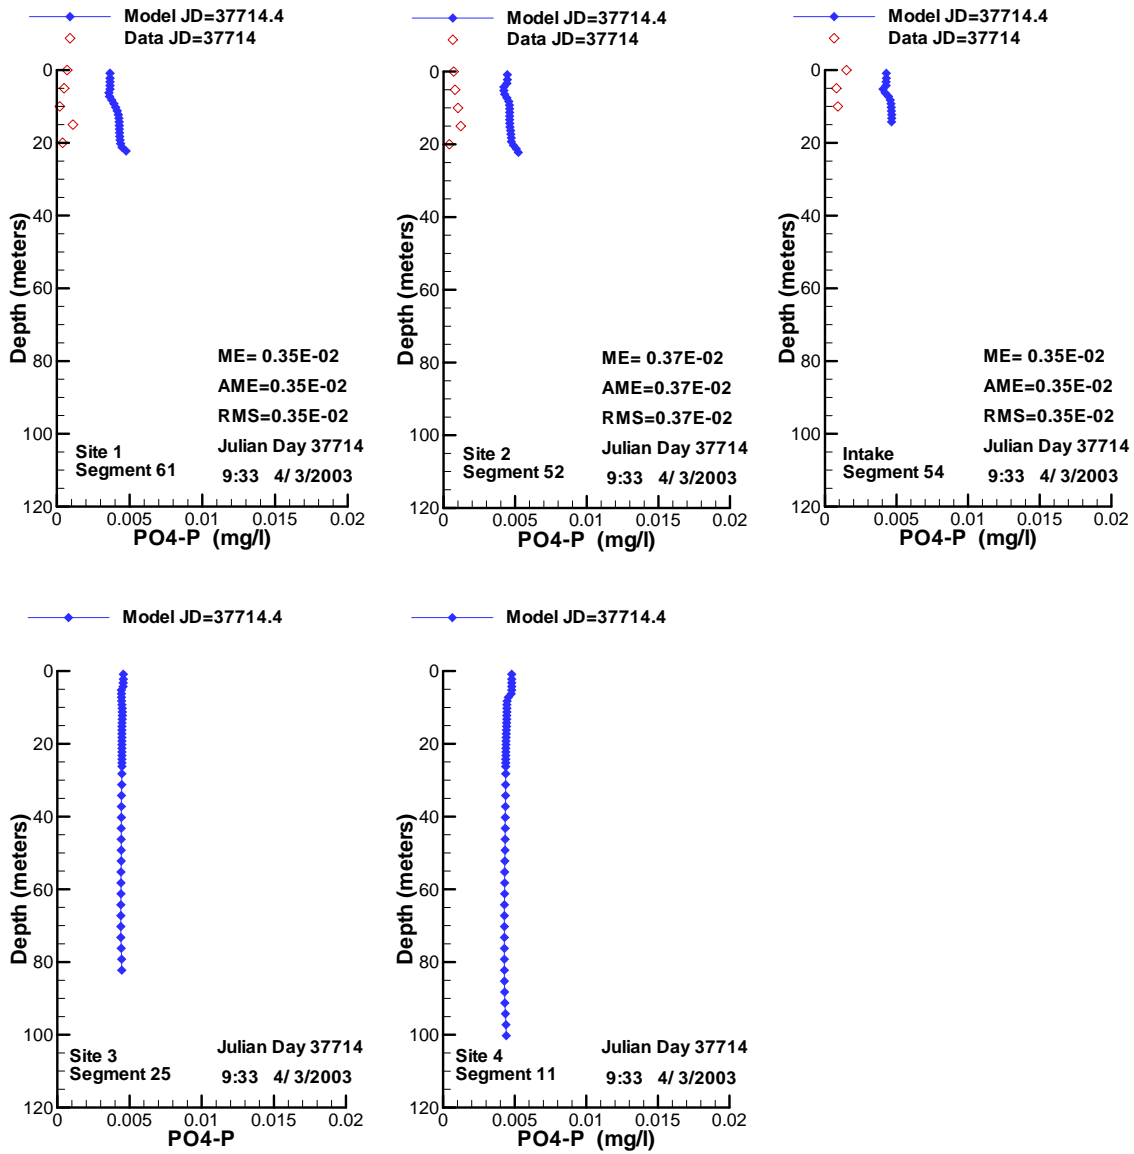 Model JD=37714.4
Data JD=37714
0
20
40
60
80
100
120
Depth (meters)
ME= 0.35E-02
AME=0.35E-02
RMS=0.35E-02
Site 1
Segment 61
Julian Day 37714
9:33 4/ 3/2003
0 0.005 0.01 0.015 0.02
PO4-P (mg/l)
Model JD=37714.4
Data JD=37714
0
20
40
60
80
100
120
Depth (meters)
ME= 0.37E-02
AME=0.37E-02
RMS=0.37E-02
Site 2
Segment 52
Julian Day 37714
9:33 4/ 3/2003
0 0.005 0.01 0.015 0.02
PO4-P (mg/l)
Model JD=37714.4
Data JD=37714
0
20
40
60
80
100
120
Depth (meters)
ME= 0.35E-02
AME=0.35E-02
RMS=0.35E-02
Intake
Segment 54
Julian Day 37714
9:33 4/ 3/2003
0 0.005 0.01 0.015 0.02
PO4-P (mg/l)
Model JD=37714.4
0
20
40
60
80
100
120
Depth (meters)
Site 3
Segment 25
Julian Day 37714
9:33 4/ 3/2003
0 0.005 0.01 0.015 0.02
PO4-P
Model JD=37714.4
0
20
40
60
80
100
120
Depth (meters)
Site 4
Segment 11
Julian Day 37714
9:33 4/ 3/2003
0 0.005 0.01 0.015 0.02
PO4-P (mg/l)